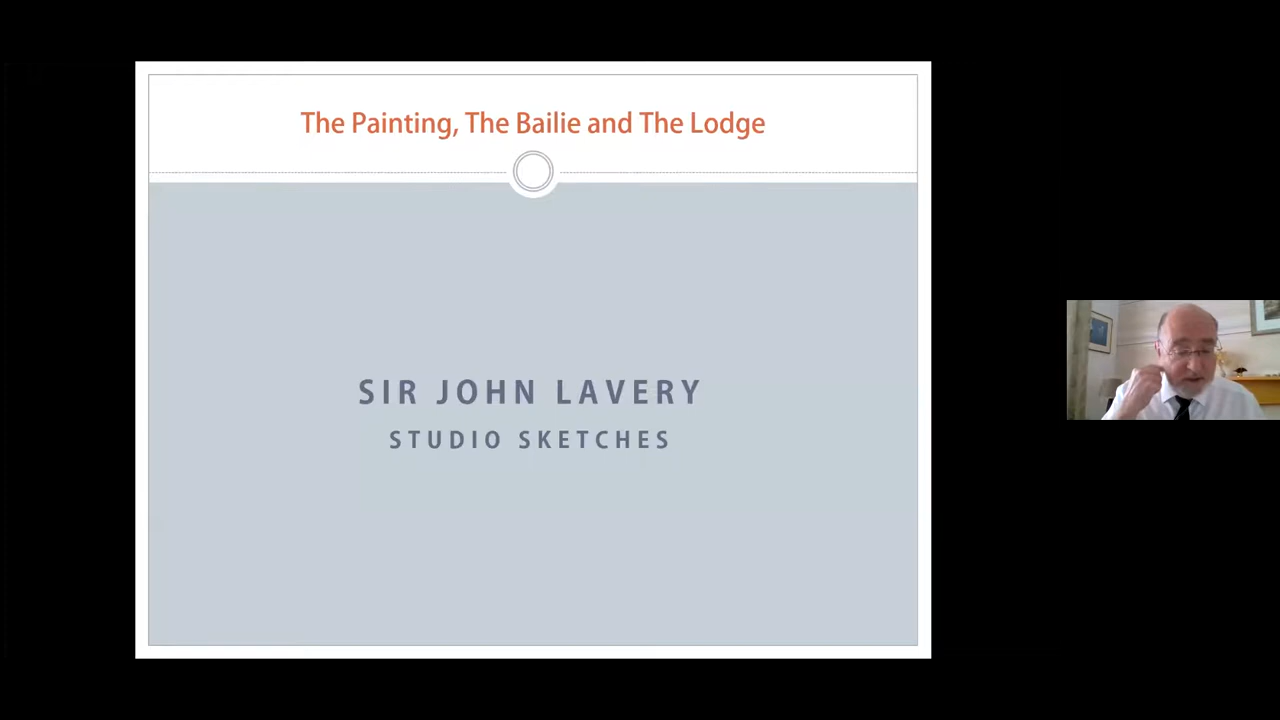 The Painting, The Bailie and The Lodge
SIR JOHN LAVERY
STUDIO SKETCHES